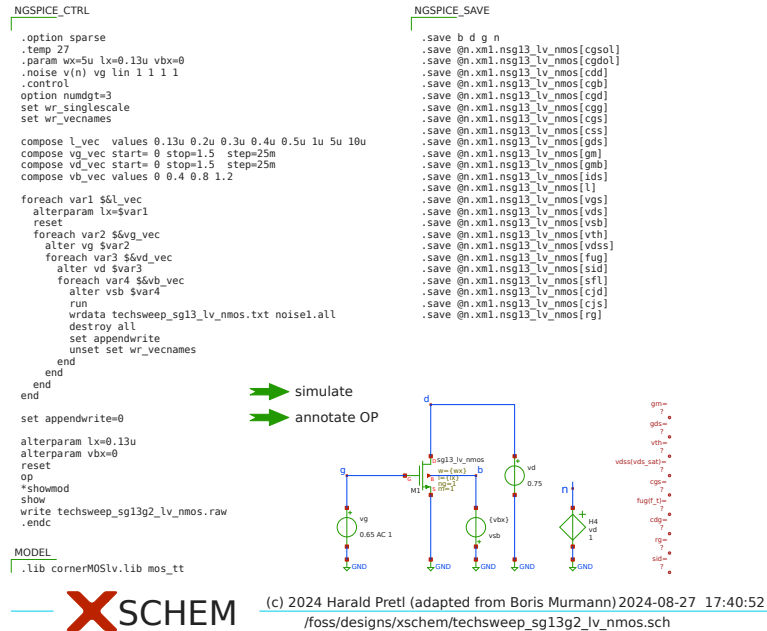 NGSPICE_CTRL
.option sparse
.temp 27
.param wx=5u lx=0.13u vbx=0
.noise v(n) vg lin 1 1 1 1
.control
option numdgt=3
set wr_singlescale
set wr_vecnames
compose l_vec  values 0.13u 0.2u 0.3u 0.4u 0.5u 1u 5u 10u
compose vg_vec start= 0 stop=1.5  step=25m
compose vd_vec start= 0 stop=1.5  step=25m
compose vb_vec values 0 0.4 0.8 1.2
foreach var1 $&l_vec
alterparam lx=$var1
reset
foreach var2 $&vg_vec
alter vg $var2
foreach var3 $&vd_vec
alter vd $var3
foreach var4 $&vb_vec
alter vsb $var4
run
wrdata techsweep_sg13_lv_nmos.txt noise1.all
destroy all
set appendwrite
unset set wr_vecnames
end
end
end
end
set appendwrite=0
alterparam lx=0.13u
alterparam vbx=0
reset
op
*showmod
show
write techsweep_sg13g2_lv_nmos.raw
.endc
MODEL
.lib cornerMOSlv.lib mos_tt
NGSPICE_SAVE
.save b d g n
.save @n.xm1.nsg13_lv_nmos[cgsol]
.save @n.xm1.nsg13_lv_nmos[cgdol]
.save @n.xm1.nsg13_lv_nmos[cdd]
.save @n.xm1.nsg13_lv_nmos[cgb]
.save @n.xm1.nsg13_lv_nmos[cgd]
.save @n.xm1.nsg13_lv_nmos[cgg]
.save @n.xm1.nsg13_lv_nmos[cgs]
.save @n.xm1.nsg13_lv_nmos[css]
.save @n.xm1.nsg13_lv_nmos[gds]
.save @n.xm1.nsg13_lv_nmos[gm]
.save @n.xm1.nsg13_lv_nmos[gmb]
.save @n.xm1.nsg13_lv_nmos[ids]
.save @n.xm1.nsg13_lv_nmos[l]
.save @n.xm1.nsg13_lv_nmos[vgs]
.save @n.xm1.nsg13_lv_nmos[vds]
.save @n.xm1.nsg13_lv_nmos[vsb]
.save @n.xm1.nsg13_lv_nmos[vth]
.save @n.xm1.nsg13_lv_nmos[vdss]
.save @n.xm1.nsg13_lv_nmos[fug]
.save @n.xm1.nsg13_lv_nmos[sid]
.save @n.xm1.nsg13_lv_nmos[sfl]
.save @n.xm1.nsg13_lv_nmos[cjd]
.save @n.xm1.nsg13_lv_nmos[cjs]
.save @n.xm1.nsg13_lv_nmos[rg]
simulate
annotate OP
d
g
G
D
B
S
sg13_lv_nmos
w={wx}
l={lx}
ng=1
m=1
M1
b
vd
0.75
n
vg
0.65 AC 1
{vbx}
vsb
H4
vd
1
GND
GND
GND
GND
GND
gm=
?
gds=
?
vth=
?
vdss(vds_sat)=
?
cgs=
?
fug(f_t)=
?
cdg=
?
rg=
?
sid=
?
XSCHEM
(c) 2024 Harald Pretl (adapted from Boris Murmann) 2024-08-27  17:40:52
/foss/designs/xschem/techsweep_sg13g2_lv_nmos.sch